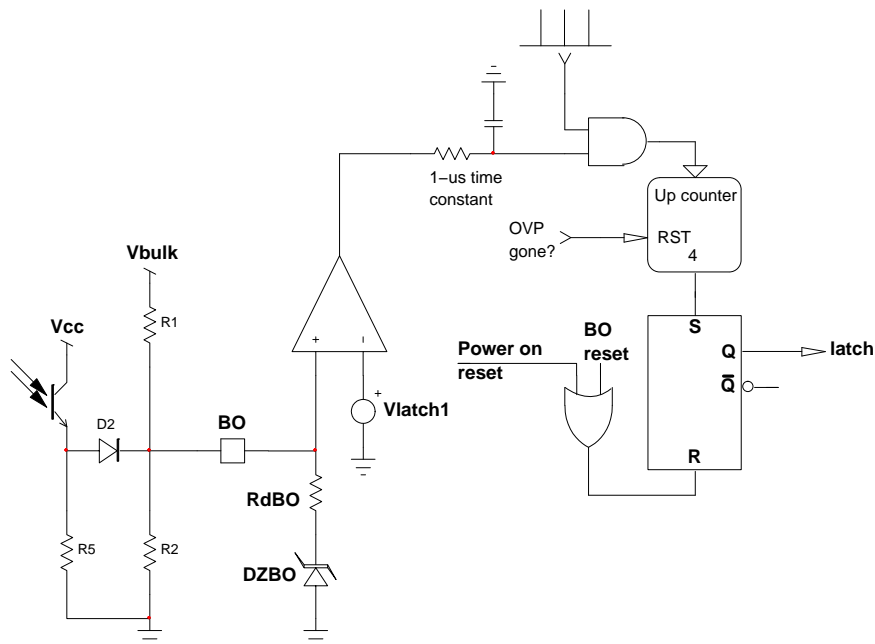 1−us time
constant
Up counter
OVP
gone?
RST
4
Vbulk
R1
Vcc
S
BO
reset
Power on
reset
Q
latch
Q
D2
BO
Vlatch1
R
RdBO
R5
R2
DZBO
+
−
+